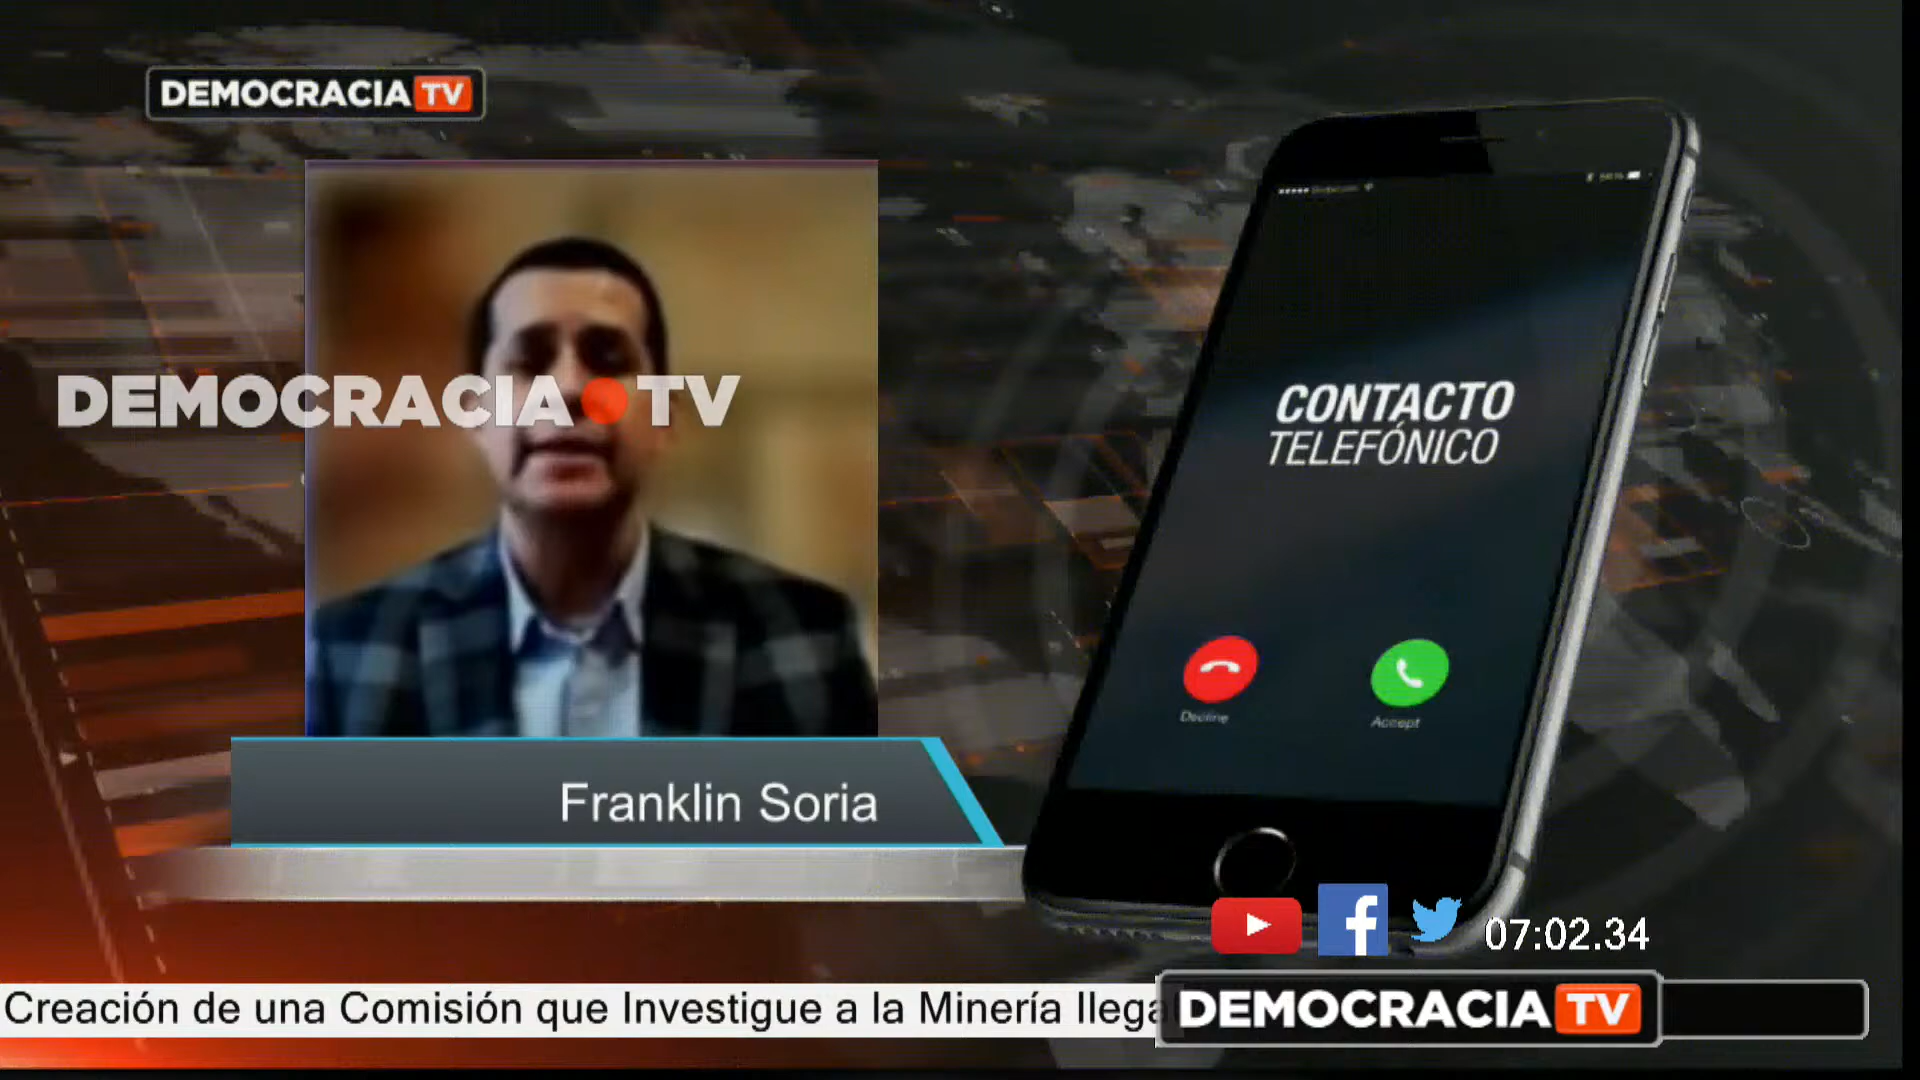 DEMOCRACIA TV
DEMOCRACIA TV
CONTACTO
TELEFÓNICO
Decline
Accept
Franklin Soria
07:02.34
Creación de una Comisión que Investigue a la Minería Ilega
DEMOCRACIA TV